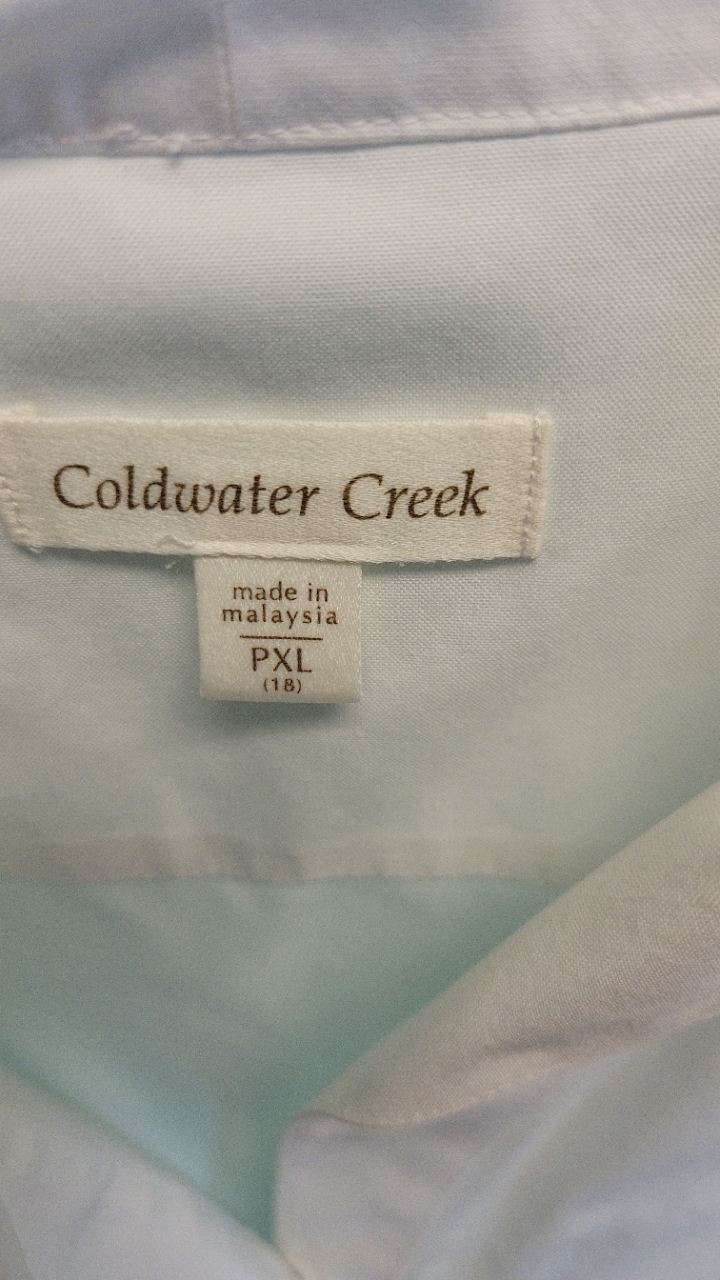 Coldwater Creek
made in
malaysia
PXL
(18)